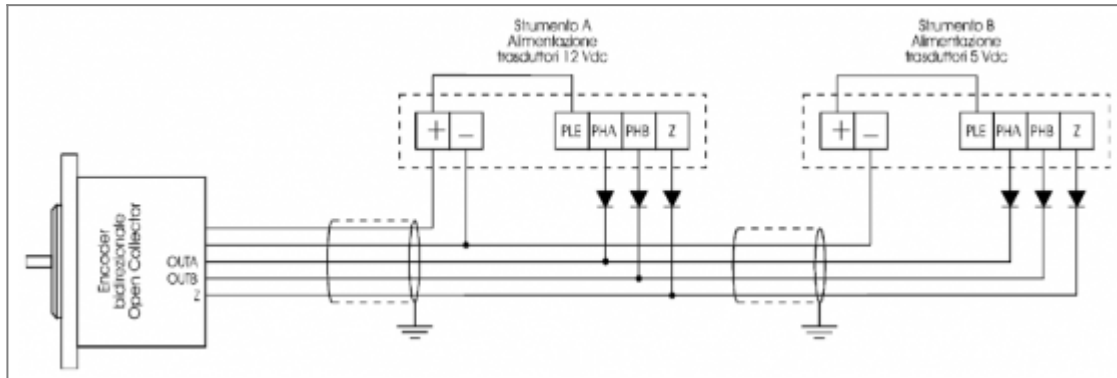 Strumento A
Alimentazione
trasduttori 12 Vdc
Strumento B
Alimentazione
trasduttori 5 Vdc
+ −
PLE PHA PHB Z
+ −
PLE PHA PHB Z
Encoder
bidirezionale
Open Collector
OUTA
OUTB
Z